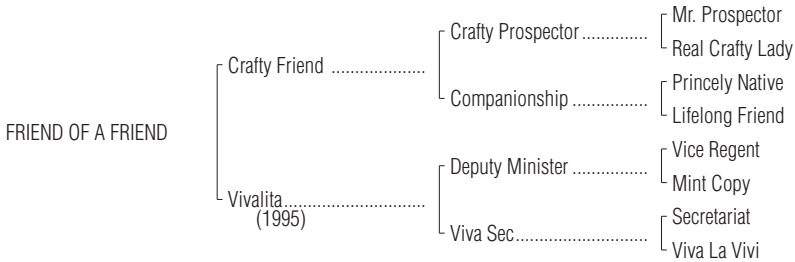 Mr. Prospector
Crafty Prospector ..............
Real Crafty Lady
Crafty Friend ....................
Princely Native
Companionship ................
Lifelong Friend
FRIEND OF A FRIEND
Vice Regent
Deputy Minister ................
Mint Copy
Vivalita..............................
(1995)
Secretariat
Viva Sec............................
Viva La Vivi